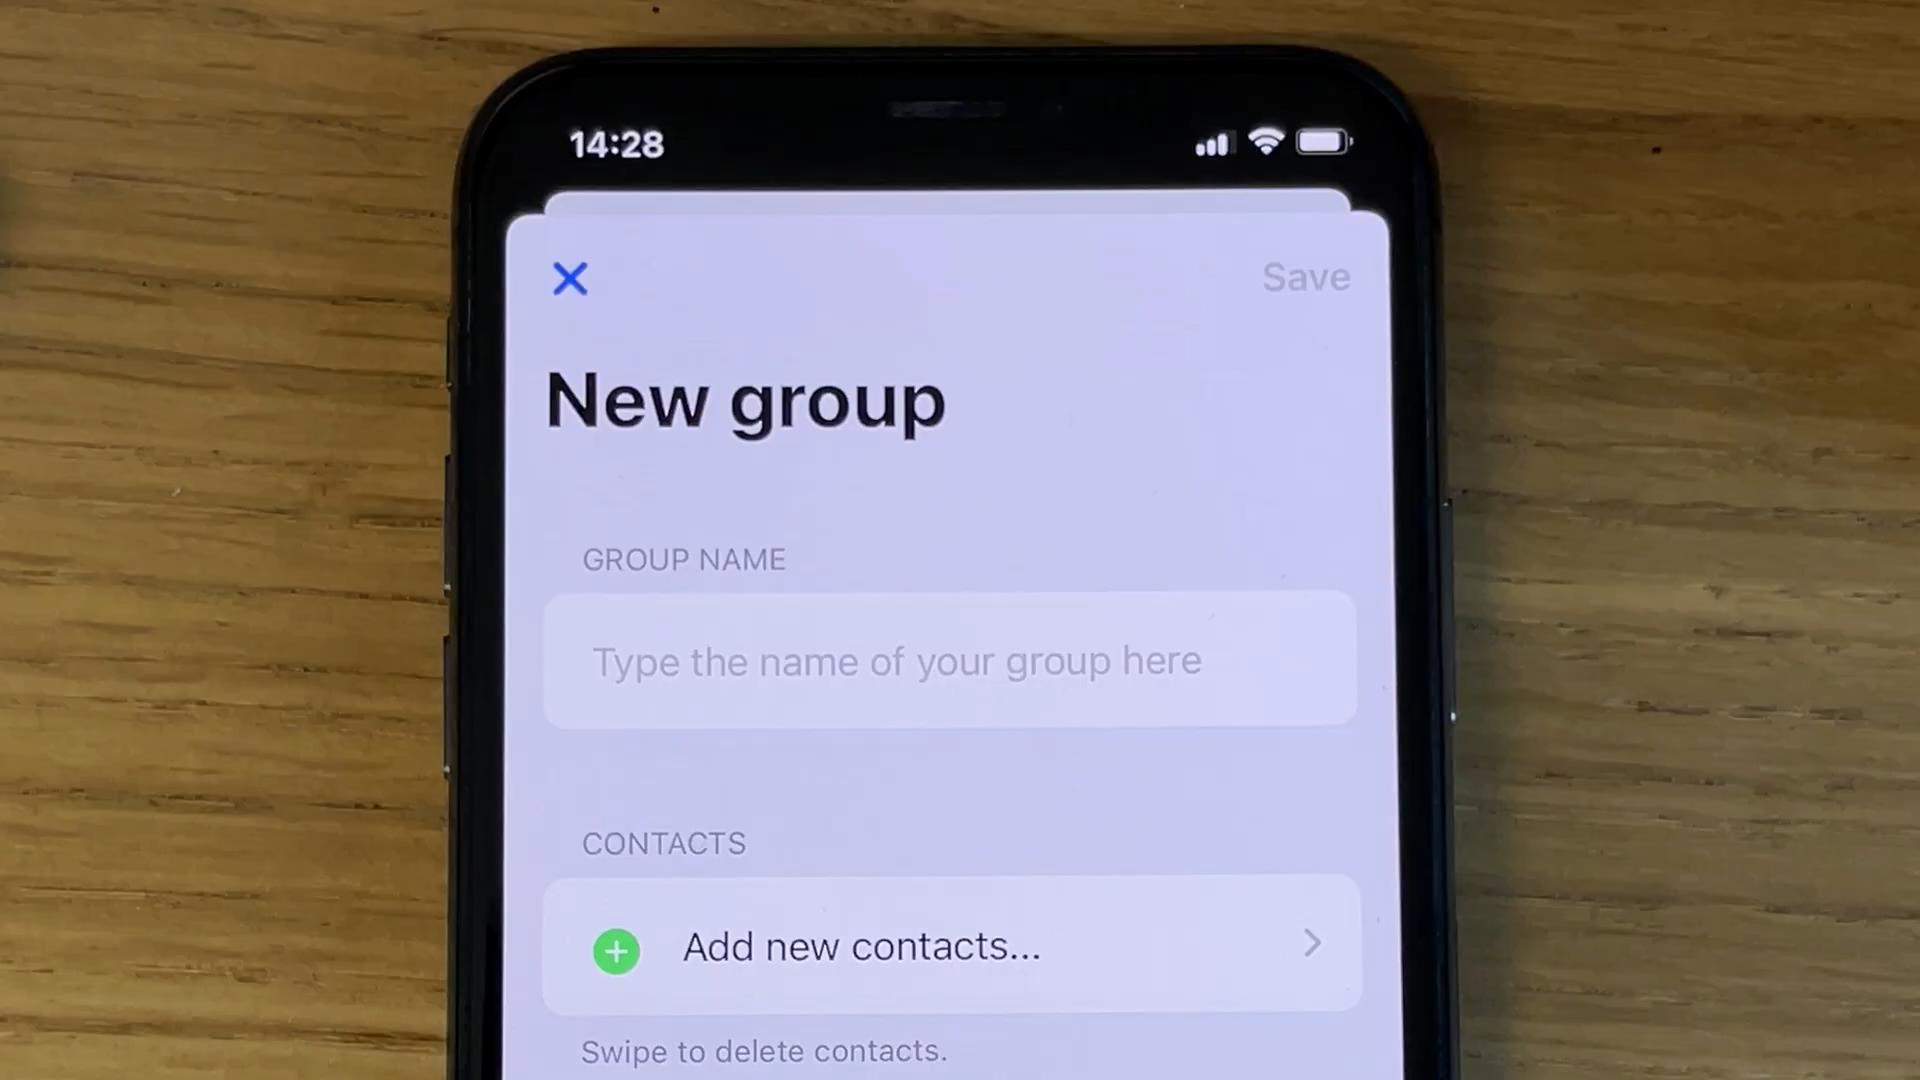 14:28
Save
New group
GROUP NAME
Type the name of your group here
CONTACTS
Add new contacts...
Swipe to delete contacts.